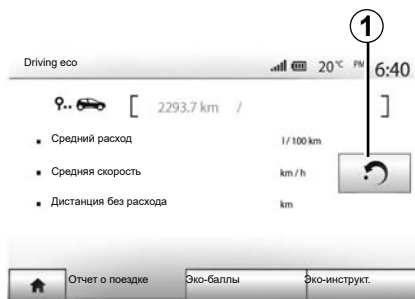 1
Driving eco 20°C PM 6:40
[ 2293.7 km / ]
Средний расход l/100 km
Средняя скорость km/h
Дистанция без расхода km
Отчет о поездке Эко-баллы Эко-инструкт.